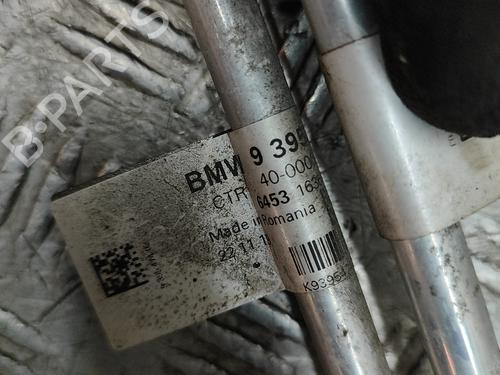 B-PARTS
BMW 9 395
CTR 40-000
6453 163
Made in Romania
22.11.1
K9395